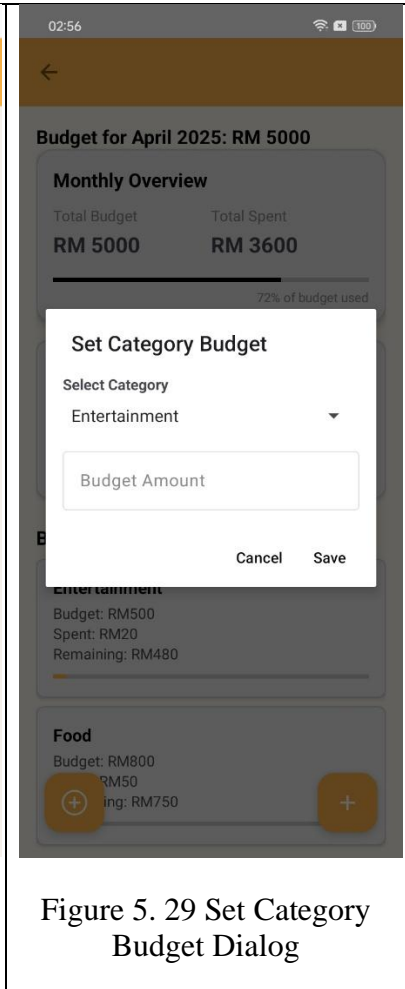 02:56
100
Budget for April 2025: RM 5000
Monthly Overview
Total Budget Total Spent
RM 5000 RM 3600
72% of budget used
Set Category Budget
Select Category
Entertainment
Budget Amount
Cancel Save
Entertainment
Budget: RM500
Spent: RM20
Remaining: RM480
Food
Budget: RM800
RM50
ing: RM750
Figure 5. 29 Set Category
Budget Dialog